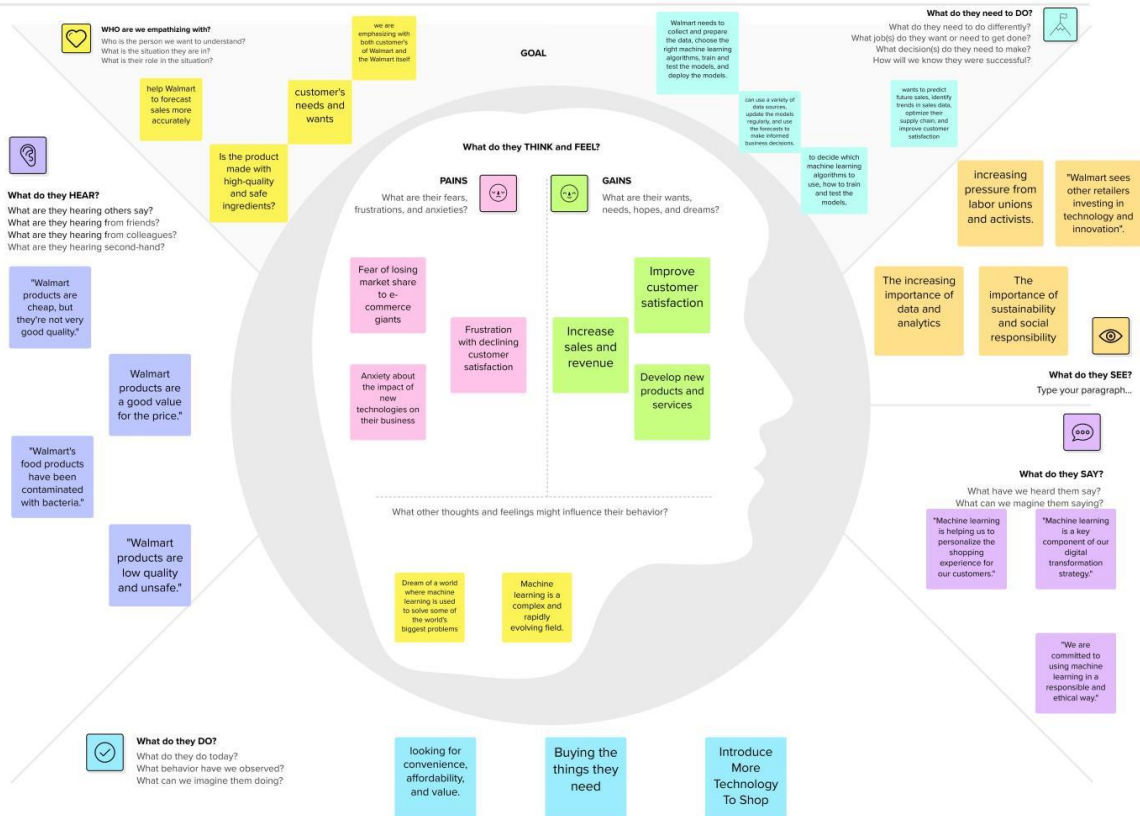 WHO are we empathizing with?
Who is the person we want to understand?
What is the situation they are in?
What is their role in the situation?
we are
emphasizing with
both customer's
of Walmart and
the Walmart itself
help Walmart
to forecast
sales more
accurately
customer's
needs and
wants
Is the product
made with
high-quality
and safe
ingredients?
GOAL
What do they need to DO?
What do they need to do differently?
What job(s) do they want or need to get done?
What decision(s) do they need to make?
How will we know they were successful?
Walmart needs to
collect and prepare
the data, choose the
right machine learning
algorithms, train and
test the models, and
deploy the models.
can use a variety of
data sources,
update the models
regularly, and use
the forecasts to
make informed
business decisions.
wants to predict
future sales, identify
trends in sales data,
optimize their
supply chain, and
improve customer
satisfaction
to decide which
machine learning
algorithms to
use, how to train
and test the
models,
What do they HEAR?
What are they hearing others say?
What are they hearing from friends?
What are they hearing from colleagues?
What are they hearing second-hand?
"Walmart
products are
cheap, but
they're not very
good quality."
Walmart
products are
a good value
for the price."
"Walmart's
food products
have been
contaminated
with bacteria."
"Walmart
products are
low quality
and unsafe."
What do they THINK and FEEL?
PAINS
What are their fears,
frustrations, and anxieties?
GAINS
What are their wants,
needs, hopes, and dreams?
Fear of losing
market share
to e-
commerce
giants
Frustration
with declining
customer
satisfaction
Anxiety about
the impact of
new
technologies on
their business
Improve
customer
satisfaction
Increase
sales and
revenue
Develop new
products and
services
What other thoughts and feelings might influence their behavior?
Dream of a world
where machine
learning is used
to solve some of
the world's
biggest problems
Machine
learning is a
complex and
rapidly
evolving field.
increasing
pressure from
labor unions
and activists.
"Walmart sees
other retailers
investing in
technology and
innovation".
The increasing
importance of
data and
analytics
The
importance of
sustainability
and social
responsibility
What do they SEE?
Type your paragraph...
What do they SAY?
What have we heard them say?
What can we magine them saying?
"Machine learning
is helping us to
personalize the
shopping
experience for
our customers."
"Machine learning
is a key
component of our
digital
transformation
strategy."
"We are
committed to
using machine
learning in a
responsible and
ethical way."
What do they DO?
What do they do today?
What behavior have we observed?
What can we imagine them doing?
looking for
convenience,
affordability,
and value.
Buying the
things they
need
Introduce
More
Technology
To Shop